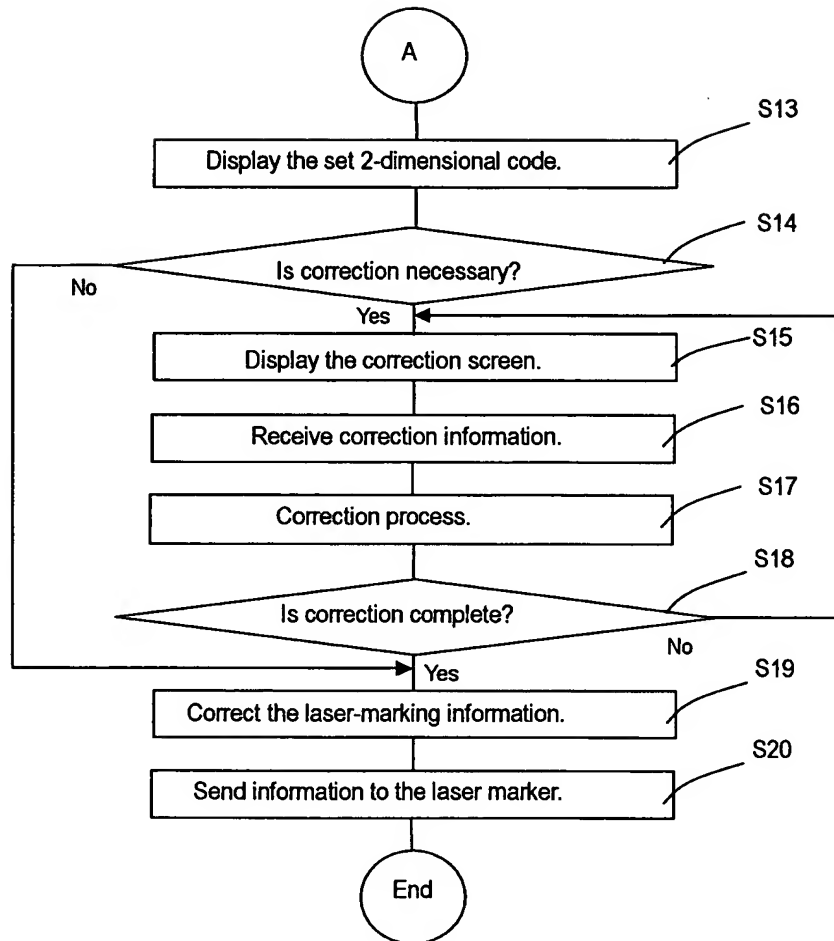 A
S13
Display the set 2-dimensional code.
S14
Is correction necessary?
No
Yes
S15
Display the correction screen.
S16
Receive correction information.
S17
Correction process.
S18
Is correction complete?
No
Yes
S19
Correct the laser-marking information.
S20
Send information to the laser marker.
End